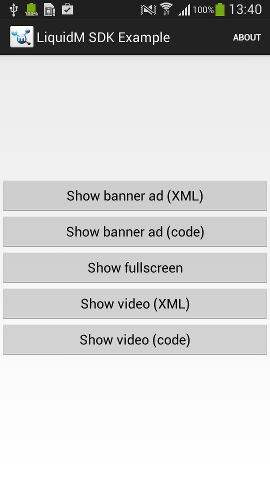 100% 13:40
LiquidM SDK Example ABOUT
Show banner ad (XML)
Show banner ad (code)
Show fullscreen
Show video (XML)
Show video (code)